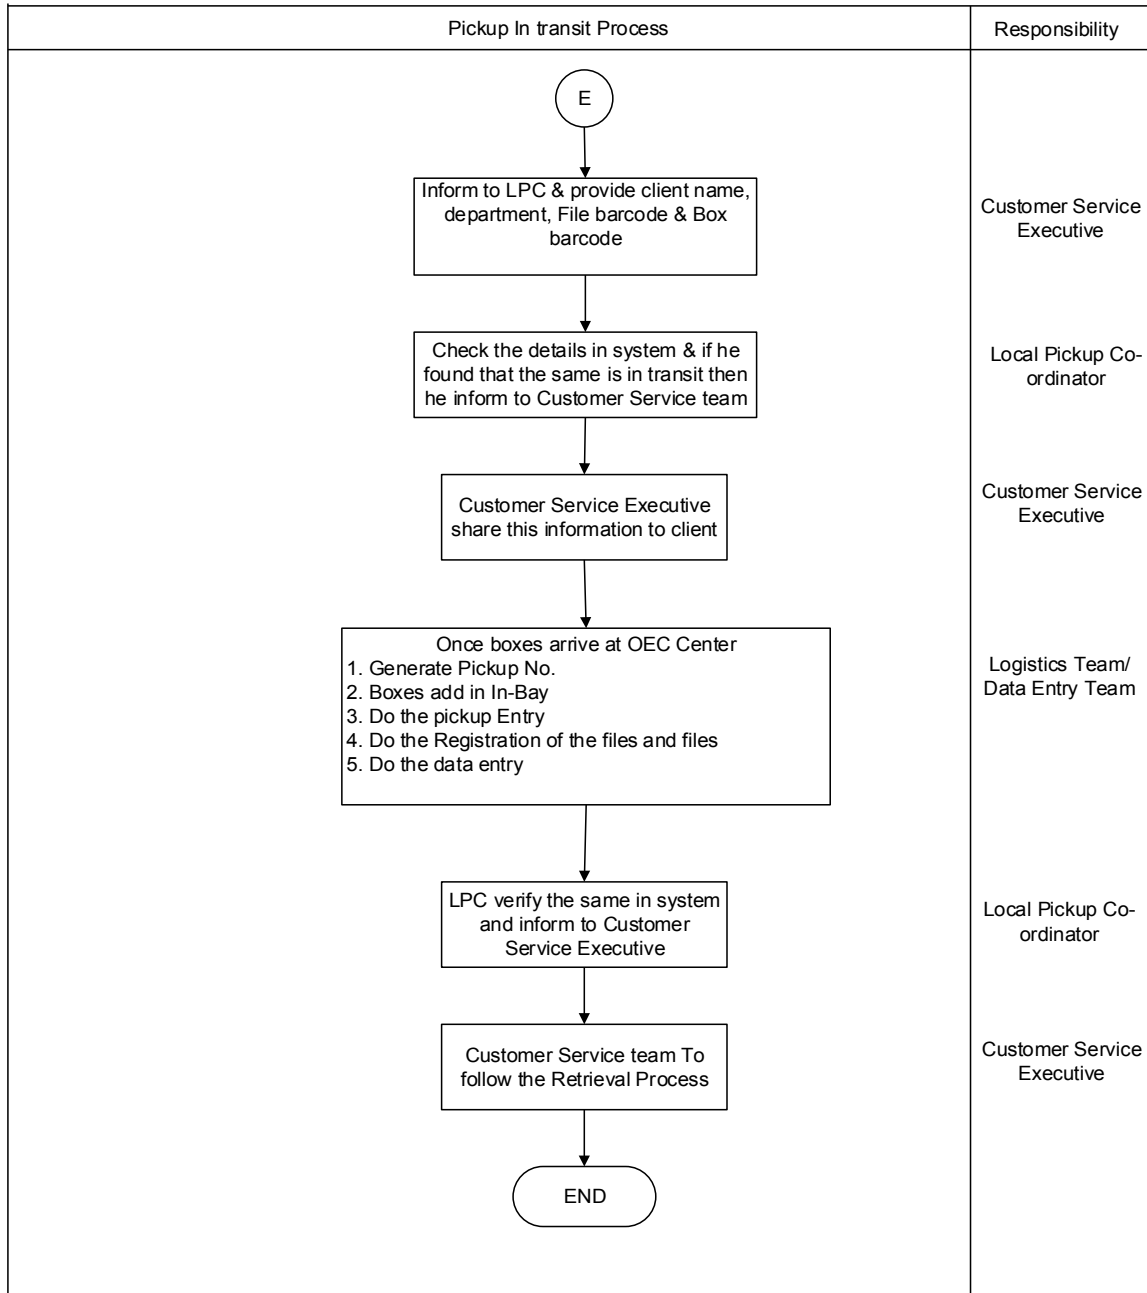 Pickup In transit Process
Responsibility
E
Inform to LPC & provide client name,
department, File barcode & Box
barcode
Customer Service
Executive
Check the details in system & if he
found that the same is in transit then
he inform to Customer Service team
Local Pickup Co-
ordinator
Customer Service Executive
share this information to client
Customer Service
Executive
Once boxes arrive at OEC Center
1. Generate Pickup No.
2. Boxes add in In-Bay
3. Do the pickup Entry
4. Do the Registration of the files and files
5. Do the data entry
Logistics Team/
Data Entry Team
LPC verify the same in system
and inform to Customer
Service Executive
Local Pickup Co-
ordinator
Customer Service team To
follow the Retrieval Process
Customer Service
Executive
END